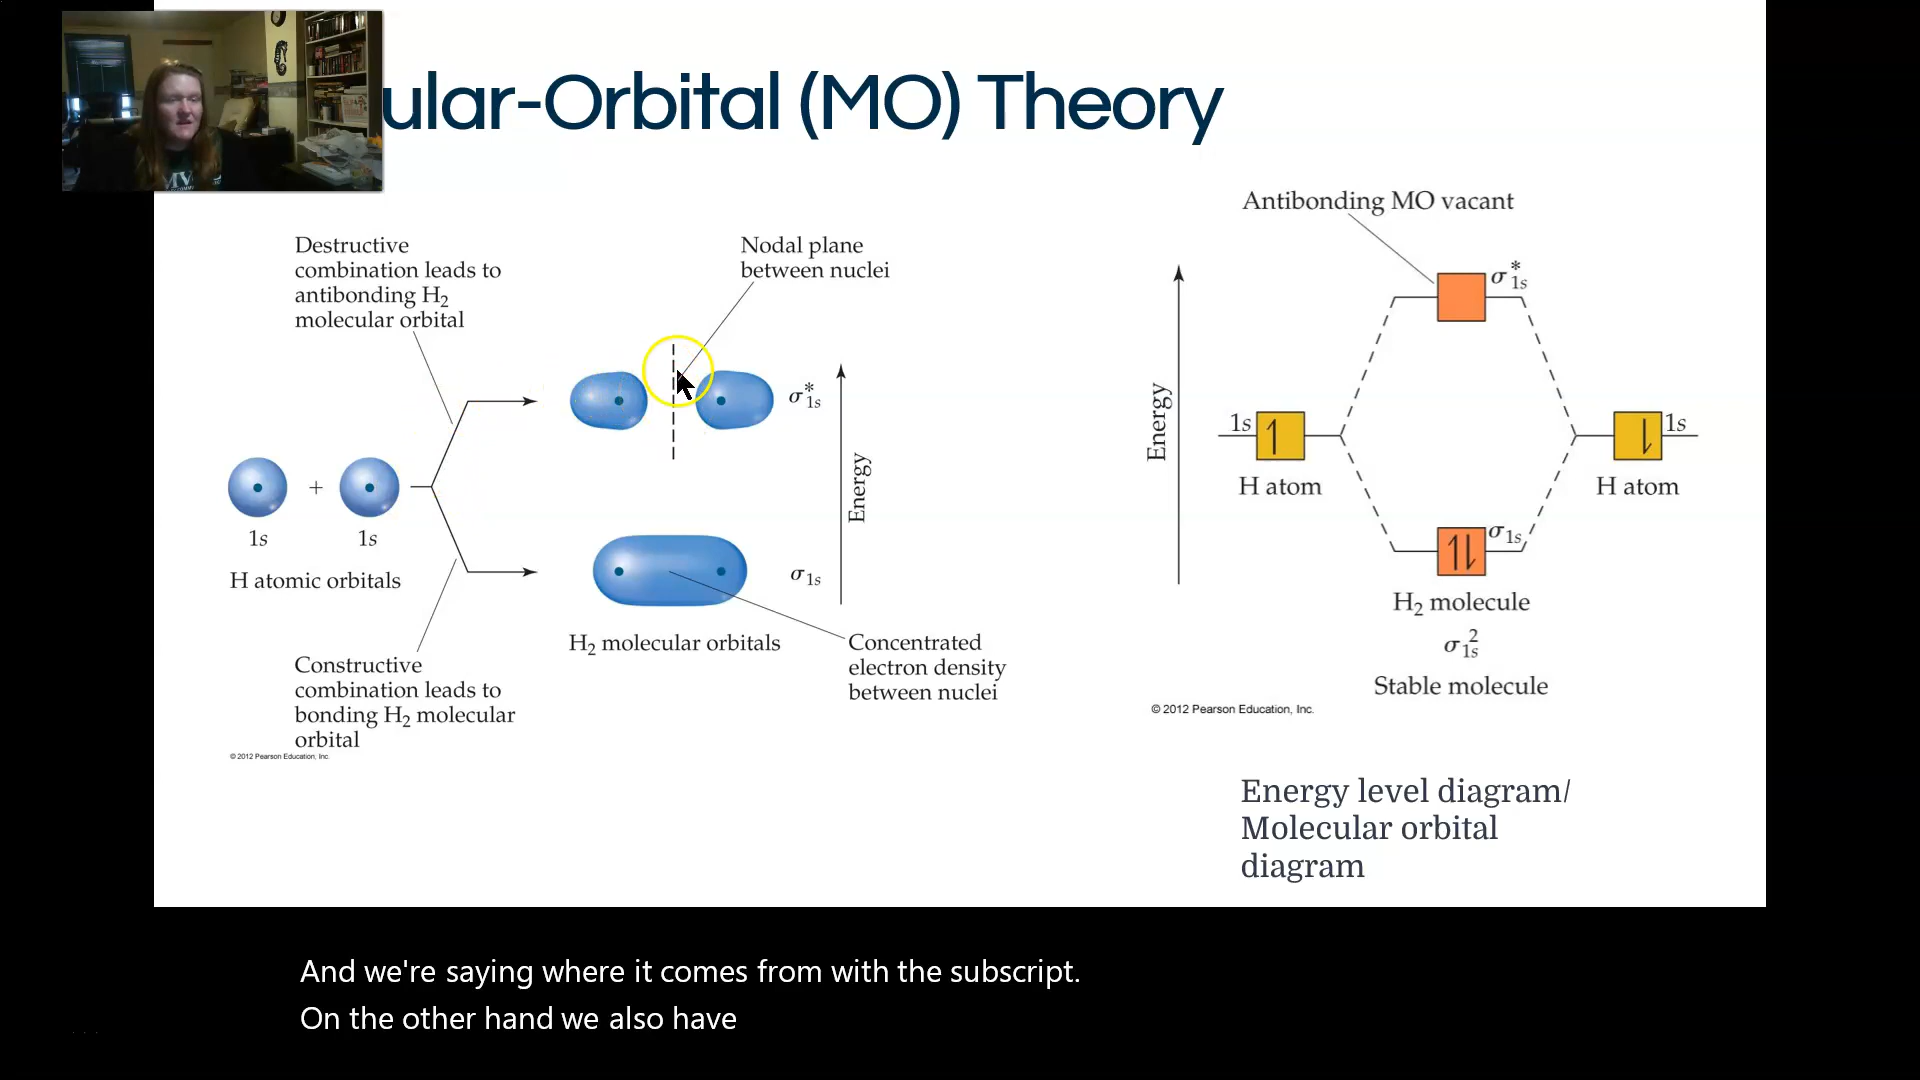 ular-Orbital (MO) Theory
Destructive
combination leads to
antibonding H₂
molecular orbital
Nodal plane
between nuclei
σ*1s
Energy
+
1s
1s
H atomic orbitals
σ1s
H₂ molecular orbitals
Concentrated
electron density
between nuclei
Constructive
combination leads to
bonding H₂ molecular
orbital
© 2012 Pearson Education, Inc.
Antibonding MO vacant
σ*1s
Energy
1s
1s
H atom
H atom
σ1s
H₂ molecule
σ²1s
Stable molecule
© 2012 Pearson Education, Inc.
Energy level diagram/
Molecular orbital
diagram
And we're saying where it comes from with the subscript.
On the other hand we also have